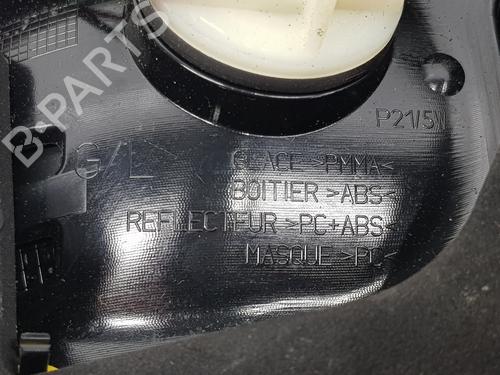 B-PARTS
P21/5W
G/L
GLACE >PMMA<
BOITIER >ABS<
REFLECTEUR >PC+ABS<
MASQUE >PC<